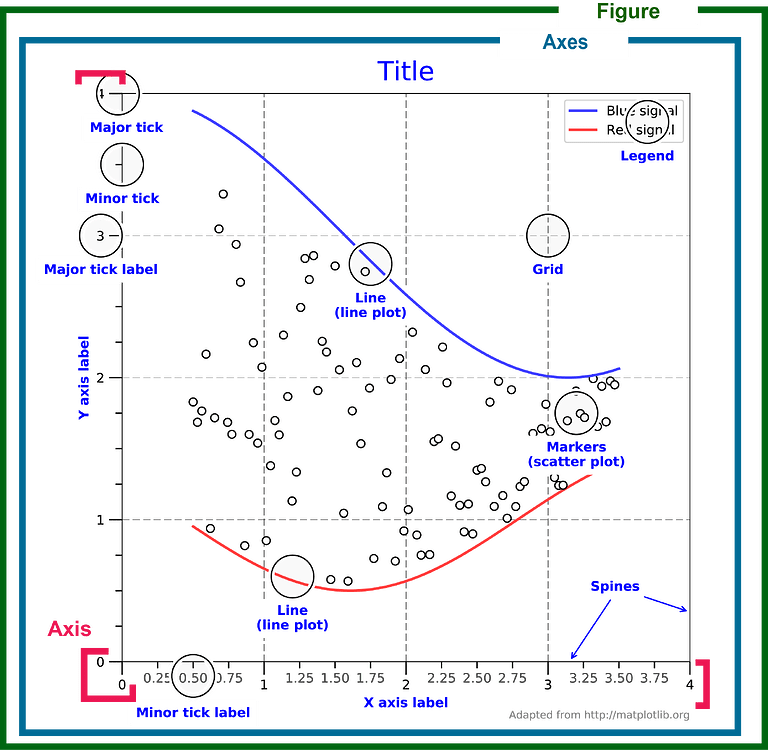 Figure
Axes
Title
4
Major tick
Blue signal
Red signal
Legend
Minor tick
3
Major tick label
Grid
Line
(line plot)
Y axis label
2
Markers
(scatter plot)
1
Line
(line plot)
Spines
Axis
0
0 0.25 0.50 0.75 1 1.25 1.50 1.75 2 2.25 2.50 2.75 3 3.25 3.50 3.75 4
Minor tick label
X axis label
Adapted from http://matplotlib.org